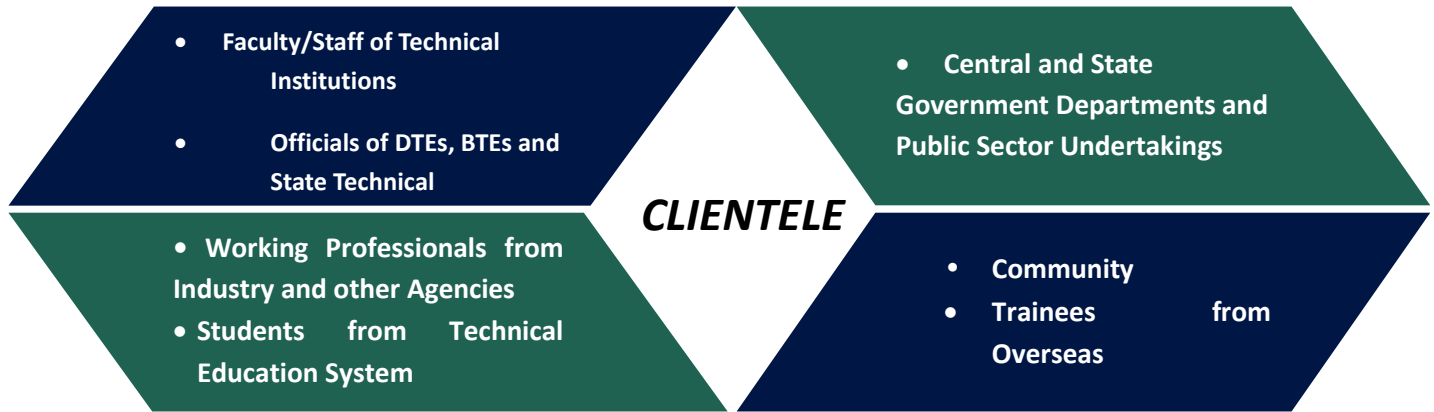 • Faculty/Staff of Technical
Institutions
• Officials of DTEs, BTEs and
State Technical
• Central and State
Government Departments and
Public Sector Undertakings
CLIENTELE
• Working Professionals from
Industry and other Agencies
• Students from Technical
Education System
• Community
• Trainees from
Overseas